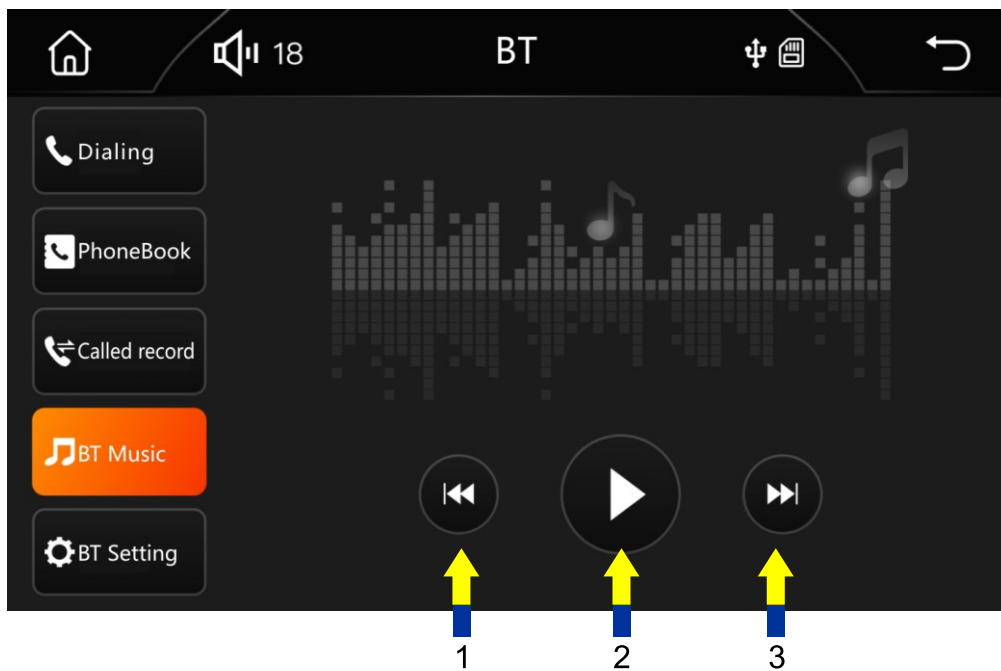 18 BT
Dialing
PhoneBook
Called record
BT Music
BT Setting
1 2 3